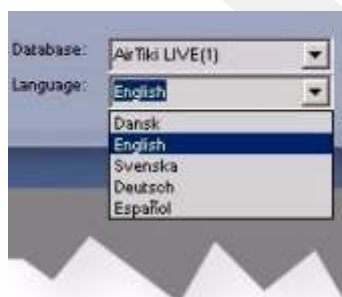 Database: AirTiki LIVE(1)
Language: English
Dansk
English
Svenska
Deutsch
Español